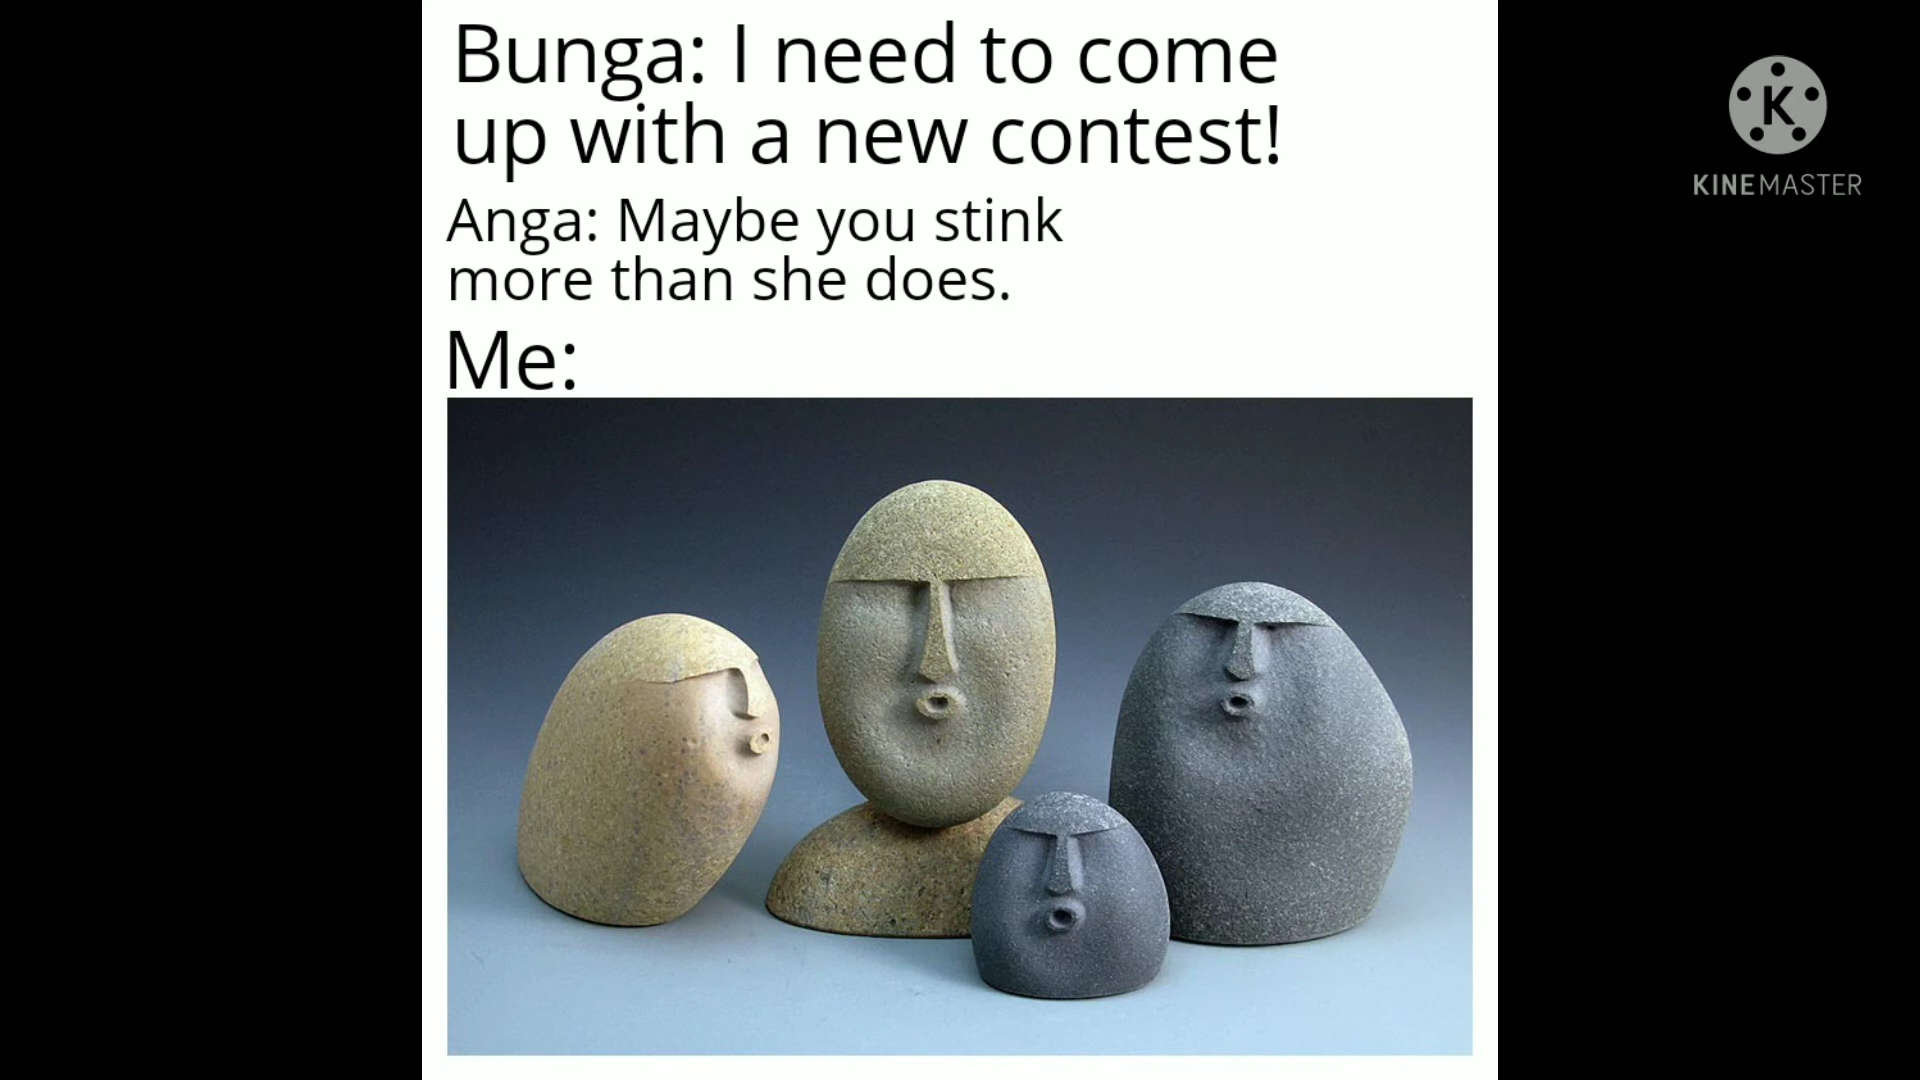 Bunga: I need to come
up with a new contest!
Anga: Maybe you stink
more than she does.
Me:
K
KINEMASTER